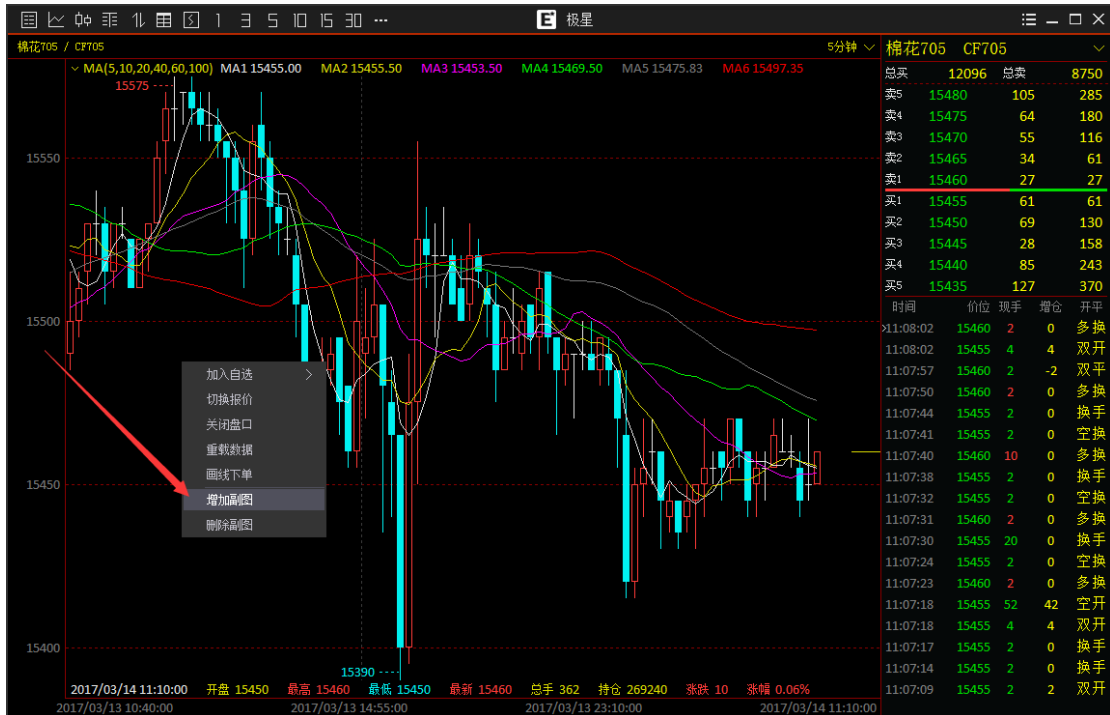 1 3 5 10 15 30 ··· E 极星
棉花705 / CF705 5分钟
MA(5,10,20,40,60,100) MA1 15455.00 MA2 15455.50 MA3 15453.50 MA4 15469.50 MA5 15475.83 MA6 15497.35
15575
15550
15500
15450
15400
15390
加入自选
切换报价
关闭盘口
重载数据
画线下单
增加副图
删除副图
2017/03/14 11:10:00 开盘 15450 最高 15460 最低 15450 最新 15460 总手 362 持仓 269240 涨跌 10 涨幅 0.06%
2017/03/13 10:40:00 2017/03/13 14:55:00 2017/03/13 23:10:00 2017/03/14 11:10:00
棉花705 CF705
总买 12096 总卖 8750
卖5 15480 105 285
卖4 15475 64 180
卖3 15470 55 116
卖2 15465 34 61
卖1 15460 27 27
买1 15455 61 61
买2 15450 69 130
买3 15445 28 158
买4 15440 85 243
买5 15435 127 370
时间 价位 现手 增仓 开平
11:08:02 15460 2 0 多换
11:08:02 15455 4 4 双开
11:07:57 15460 2 -2 双平
11:07:50 15460 2 0 多换
11:07:44 15455 2 0 换手
11:07:41 15455 2 0 空换
11:07:40 15460 10 0 多换
11:07:38 15455 2 0 换手
11:07:32 15455 2 0 空换
11:07:31 15460 2 0 多换
11:07:30 15455 20 0 换手
11:07:24 15455 2 0 空换
11:07:23 15460 2 0 多换
11:07:18 15455 52 42 空开
11:07:18 15455 4 4 双开
11:07:17 15455 2 0 换手
11:07:14 15455 2 0 换手
11:07:09 15455 2 2 双开